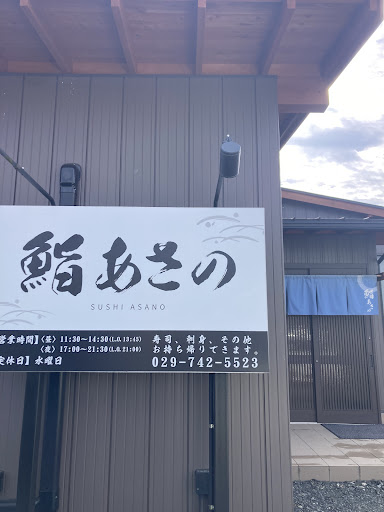 鮨あさの
SUSHI ASANO
営業時間】(昼) 11:30〜14:30(L.O.13:45)
(夜) 17:00〜21:30(L.O.21:00)
定休日】水曜日
寿司、刺身、その他
お持ち帰りできます。
029-742-5523